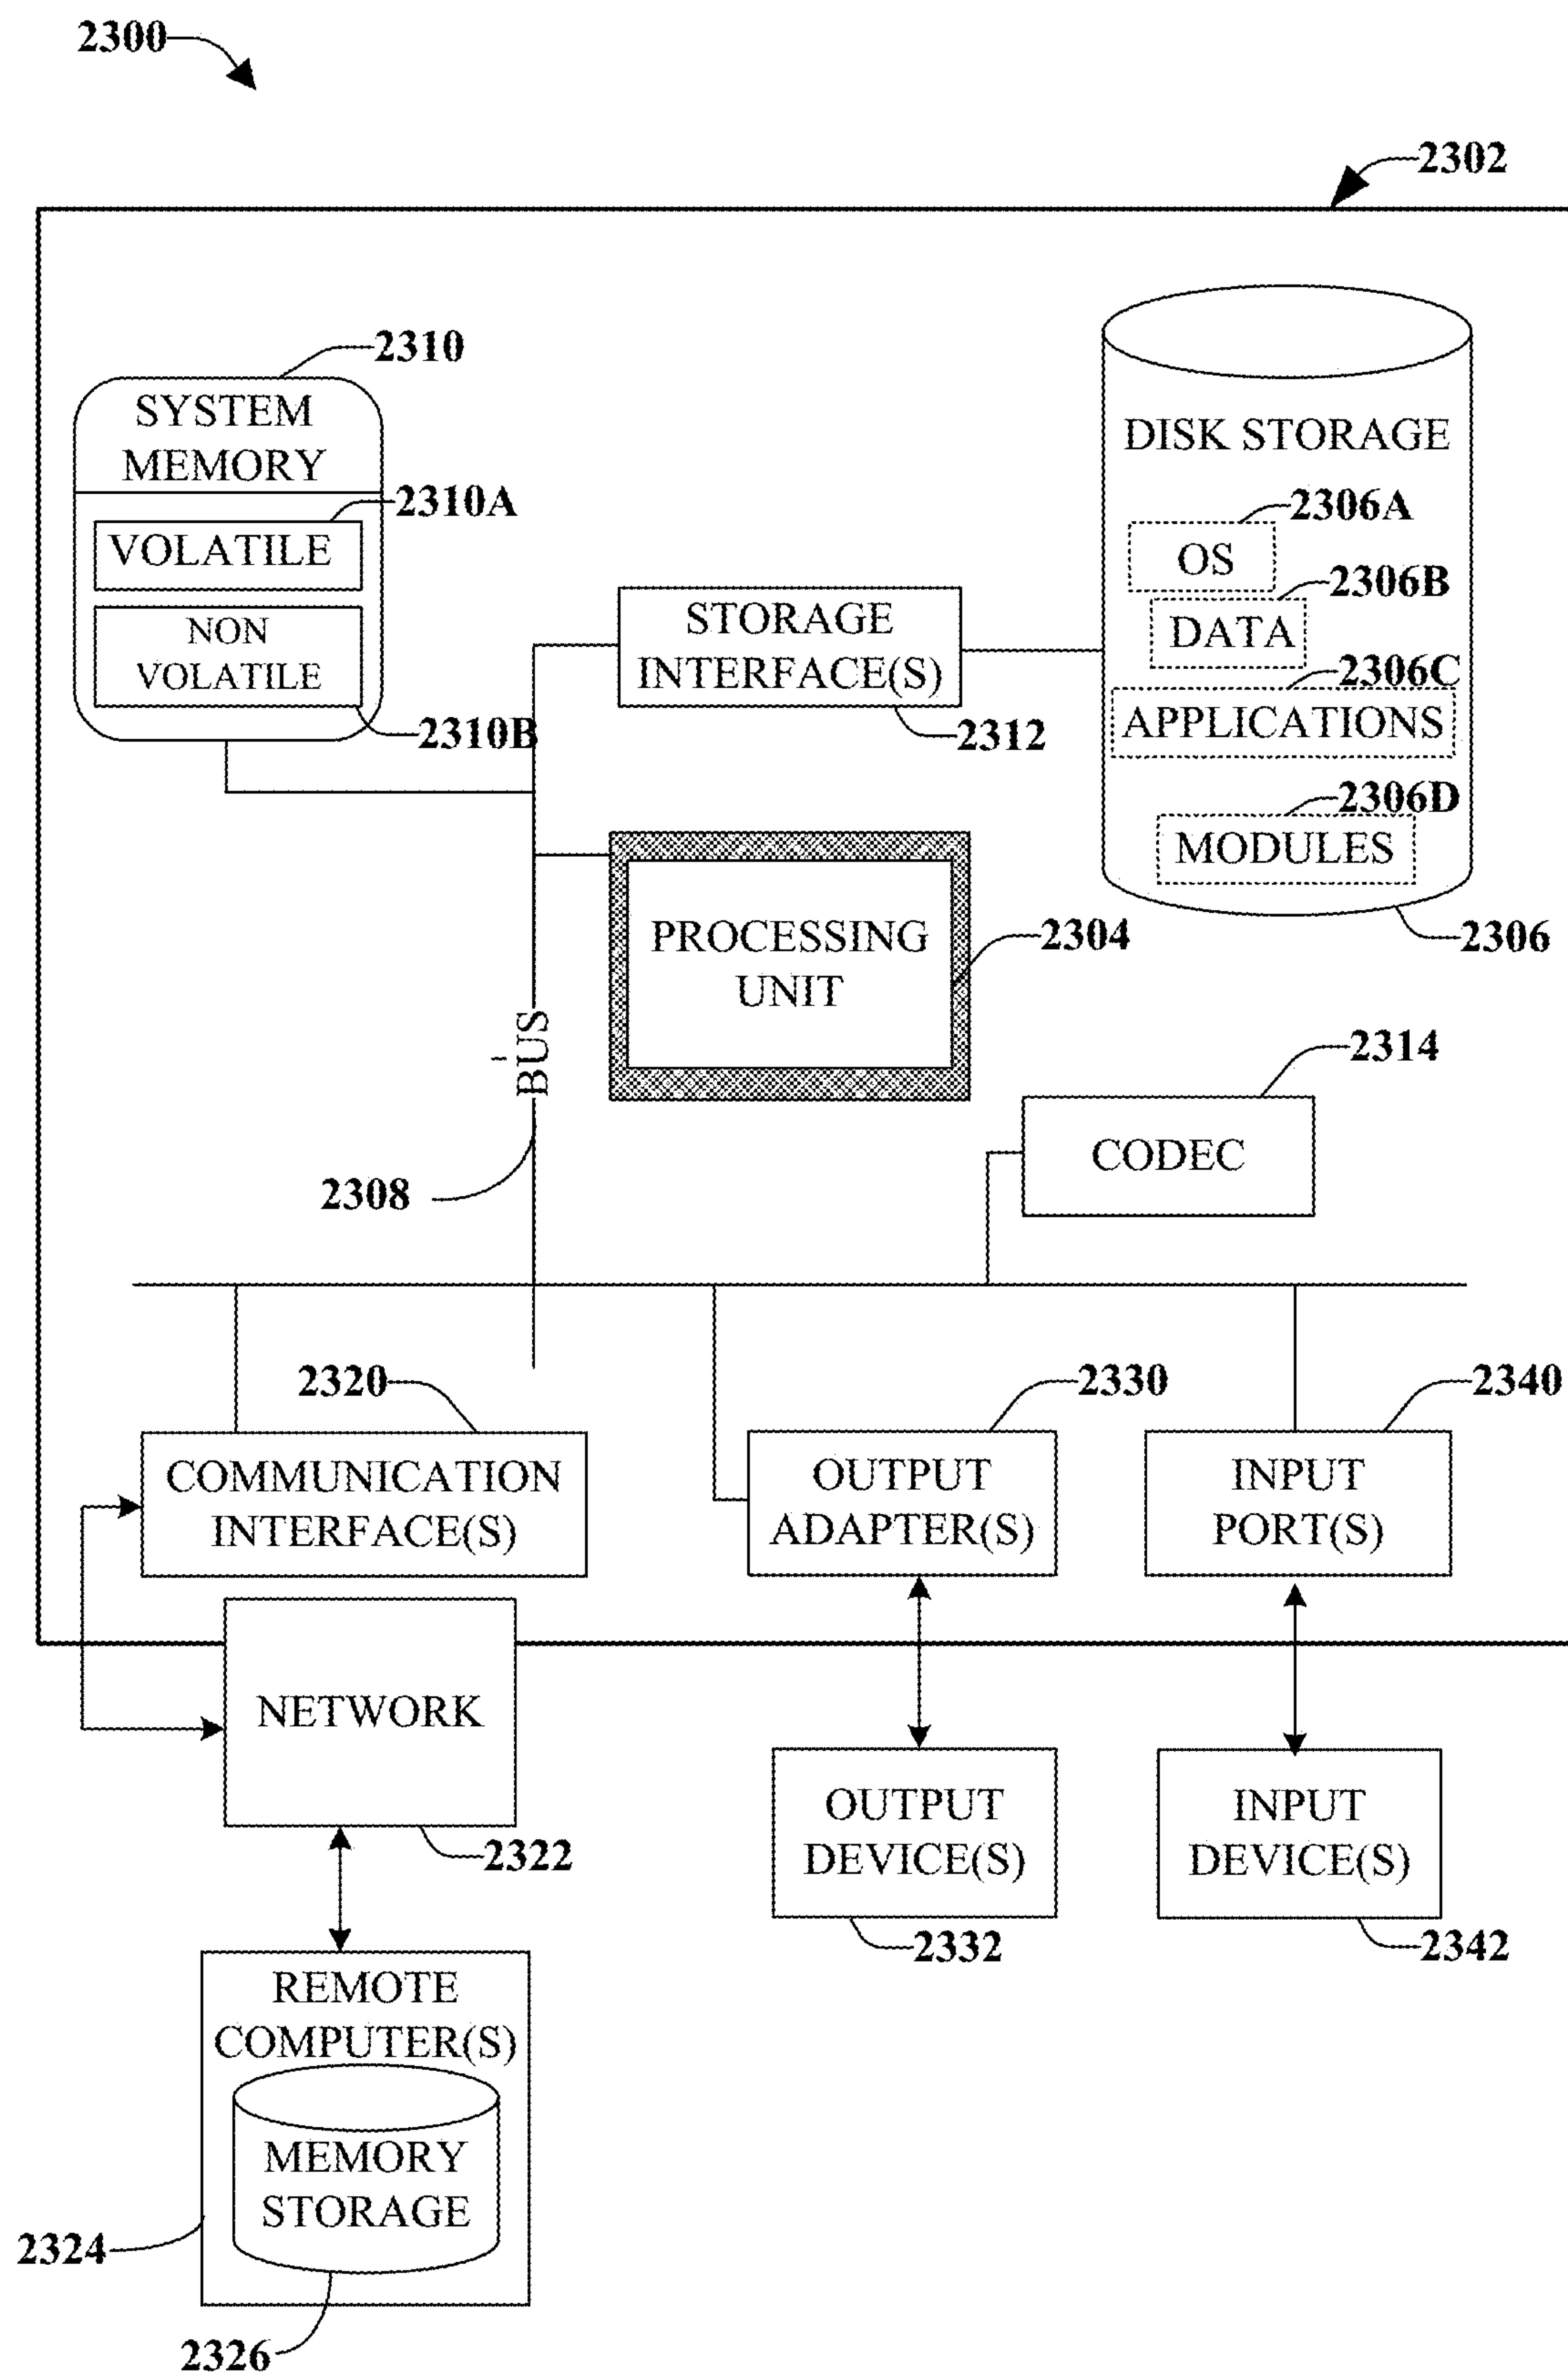 2300
2302
2310
SYSTEM
MEMORY
2310A
VOLATILE
NON
VOLATILE
2310B
STORAGE
INTERFACE(S)
2312
DISK STORAGE
2306A
OS
2306B
DATA
2306C
APPLICATIONS
2306D
MODULES
2306
PROCESSING
UNIT
2304
BUS
2308
2314
CODEC
2320
COMMUNICATION
INTERFACE(S)
2330
OUTPUT
ADAPTER(S)
2340
INPUT
PORT(S)
NETWORK
2322
OUTPUT
DEVICE(S)
2332
INPUT
DEVICE(S)
2342
REMOTE
COMPUTER(S)
MEMORY
STORAGE
2324
2326